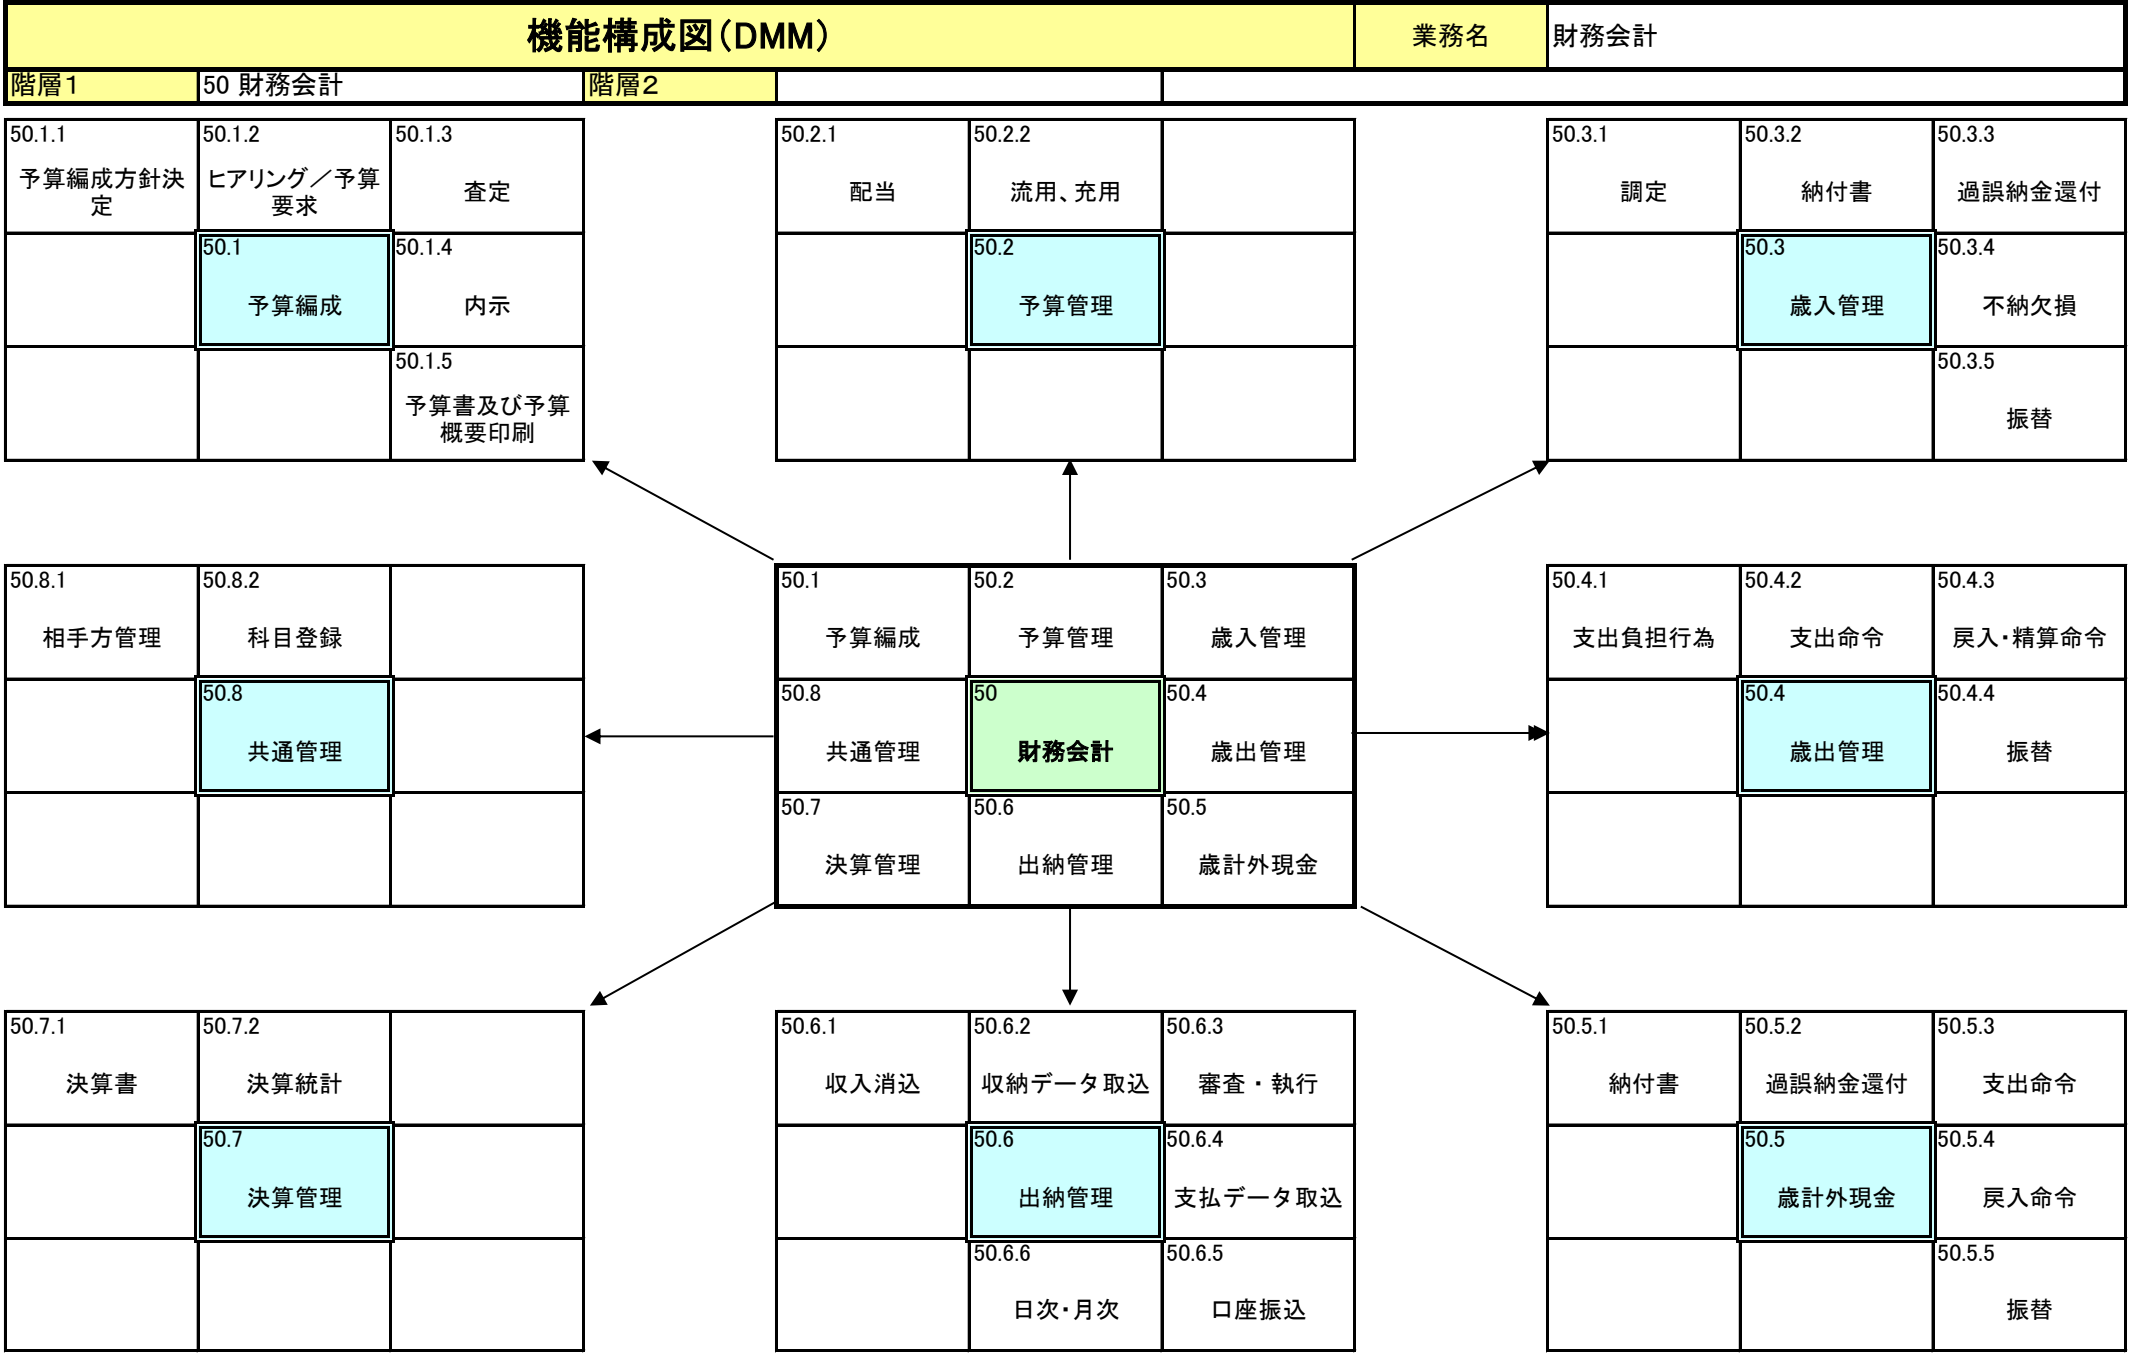 機能構成図(DMM)
業務名
財務会計
階層1
50 財務会計
階層2
50.1.1
予算編成方針決
定
50.1.2
ヒアリング／予算
要求
50.1.3
査定
50.1
予算編成
50.1.4
内示
50.1.5
予算書及び予算
概要印刷
50.2.1
配当
50.2.2
流用、充用
50.2
予算管理
50.3.1
調定
50.3.2
納付書
50.3.3
過誤納金還付
50.3
歳入管理
50.3.4
不納欠損
50.3.5
振替
50.8.1
相手方管理
50.8.2
科目登録
50.8
共通管理
50.1
予算編成
50.2
予算管理
50.3
歳入管理
50.8
共通管理
50
財務会計
50.4
歳出管理
50.7
決算管理
50.6
出納管理
50.5
歳計外現金
50.4.1
支出負担行為
50.4.2
支出命令
50.4.3
戻入・精算命令
50.4
歳出管理
50.4.4
振替
50.7.1
決算書
50.7.2
決算統計
50.7
決算管理
50.6.1
収入消込
50.6.2
収納データ取込
50.6.3
審査・執行
50.6
出納管理
50.6.4
支払データ取込
50.6.6
日次・月次
50.6.5
口座振込
50.5.1
納付書
50.5.2
過誤納金還付
50.5.3
支出命令
50.5
歳計外現金
50.5.4
戻入命令
50.5.5
振替